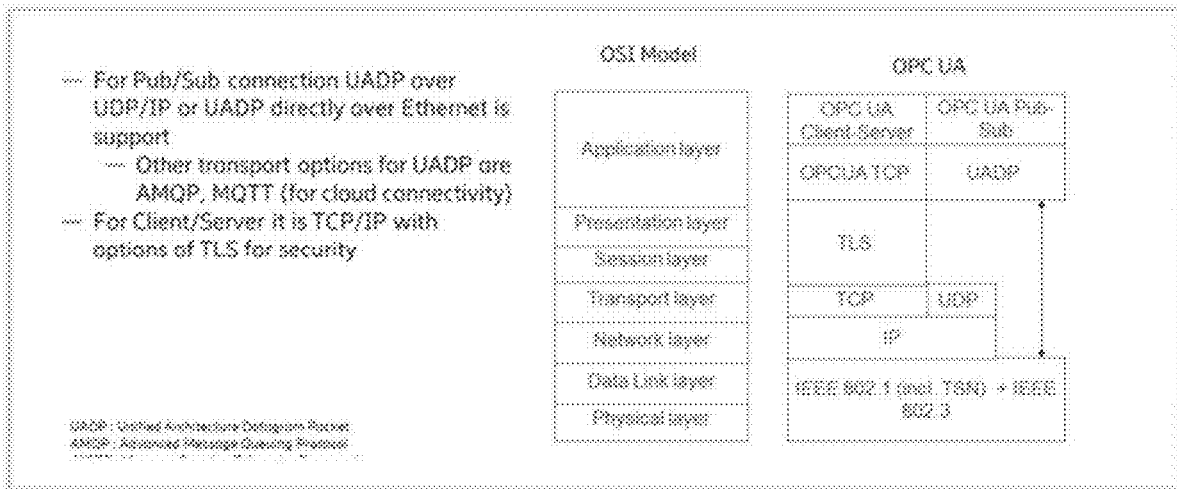 — For Pub/Sub connection UADP over
UDP/IP or UADP directly over Ethernet is
support
— Other transport options for UADP are
AMQP, MQTT (for cloud connectivity)
— For Client/Server it is TCP/IP with
options of TLS for security
UADP : Unified Architecture Datagram Packet
AMQP : Advanced Message Queuing Protocol
OSI Model
Application layer
Presentation layer
Session layer
Transport layer
Network layer
Data Link layer
Physical layer
OPC UA
OPC UA
Client-Server
OPC UA Pub-
Sub
OPCUA TCP
UADP
TLS
TCP
UDP
IP
IEEE 802.1 (incl. TSN) + IEEE
802.3